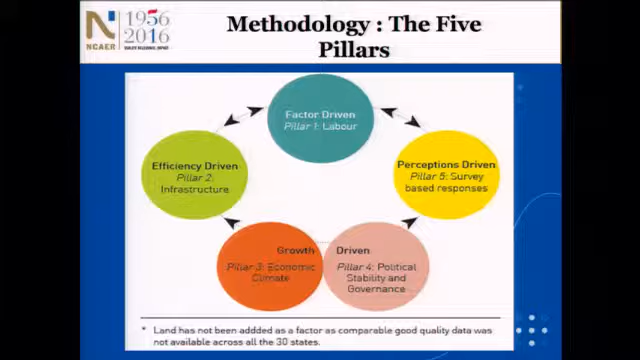 NCAER
1956
2016
Methodology : The Five
Pillars
Factor Driven
Pillar 1: Labour
Efficiency Driven
Pillar 2:
Infrastructure
Perceptions Driven
Pillar 5: Survey
based responses
Growth Driven
Pillar 3: Economic
Climate
Pillar 4: Political
Stability and
Governance
* Land has not been addded as a factor as comparable good quality data was
not available across all the 30 states.